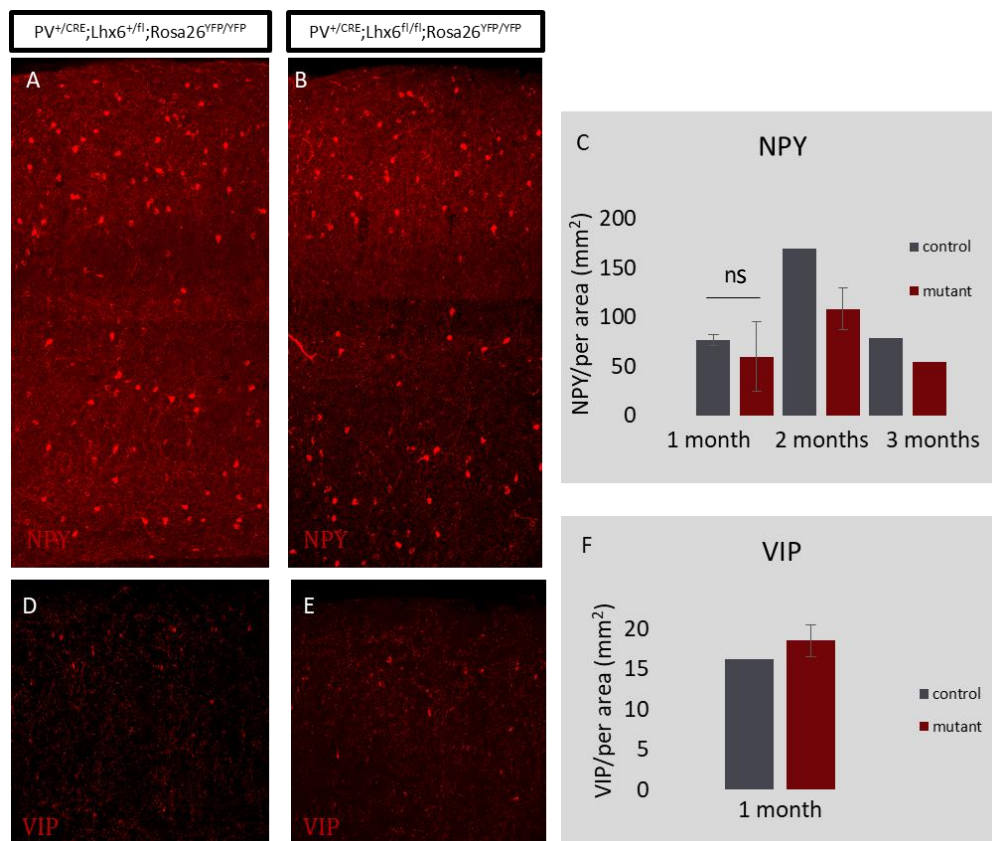 PV+/CRE;Lhx6+/fl;Rosa26YFP/YFP
PV+/CRE;Lhx6fl/fl;Rosa26YFP/YFP
A
B
NPY
NPY
C
NPY
NPY/per area (mm2)
200
150
100
50
0
ns
control
mutant
1 month
2 months
3 months
D
E
VIP
VIP
F
VIP
VIP/per area (mm2)
20
15
10
5
0
control
mutant
1 month